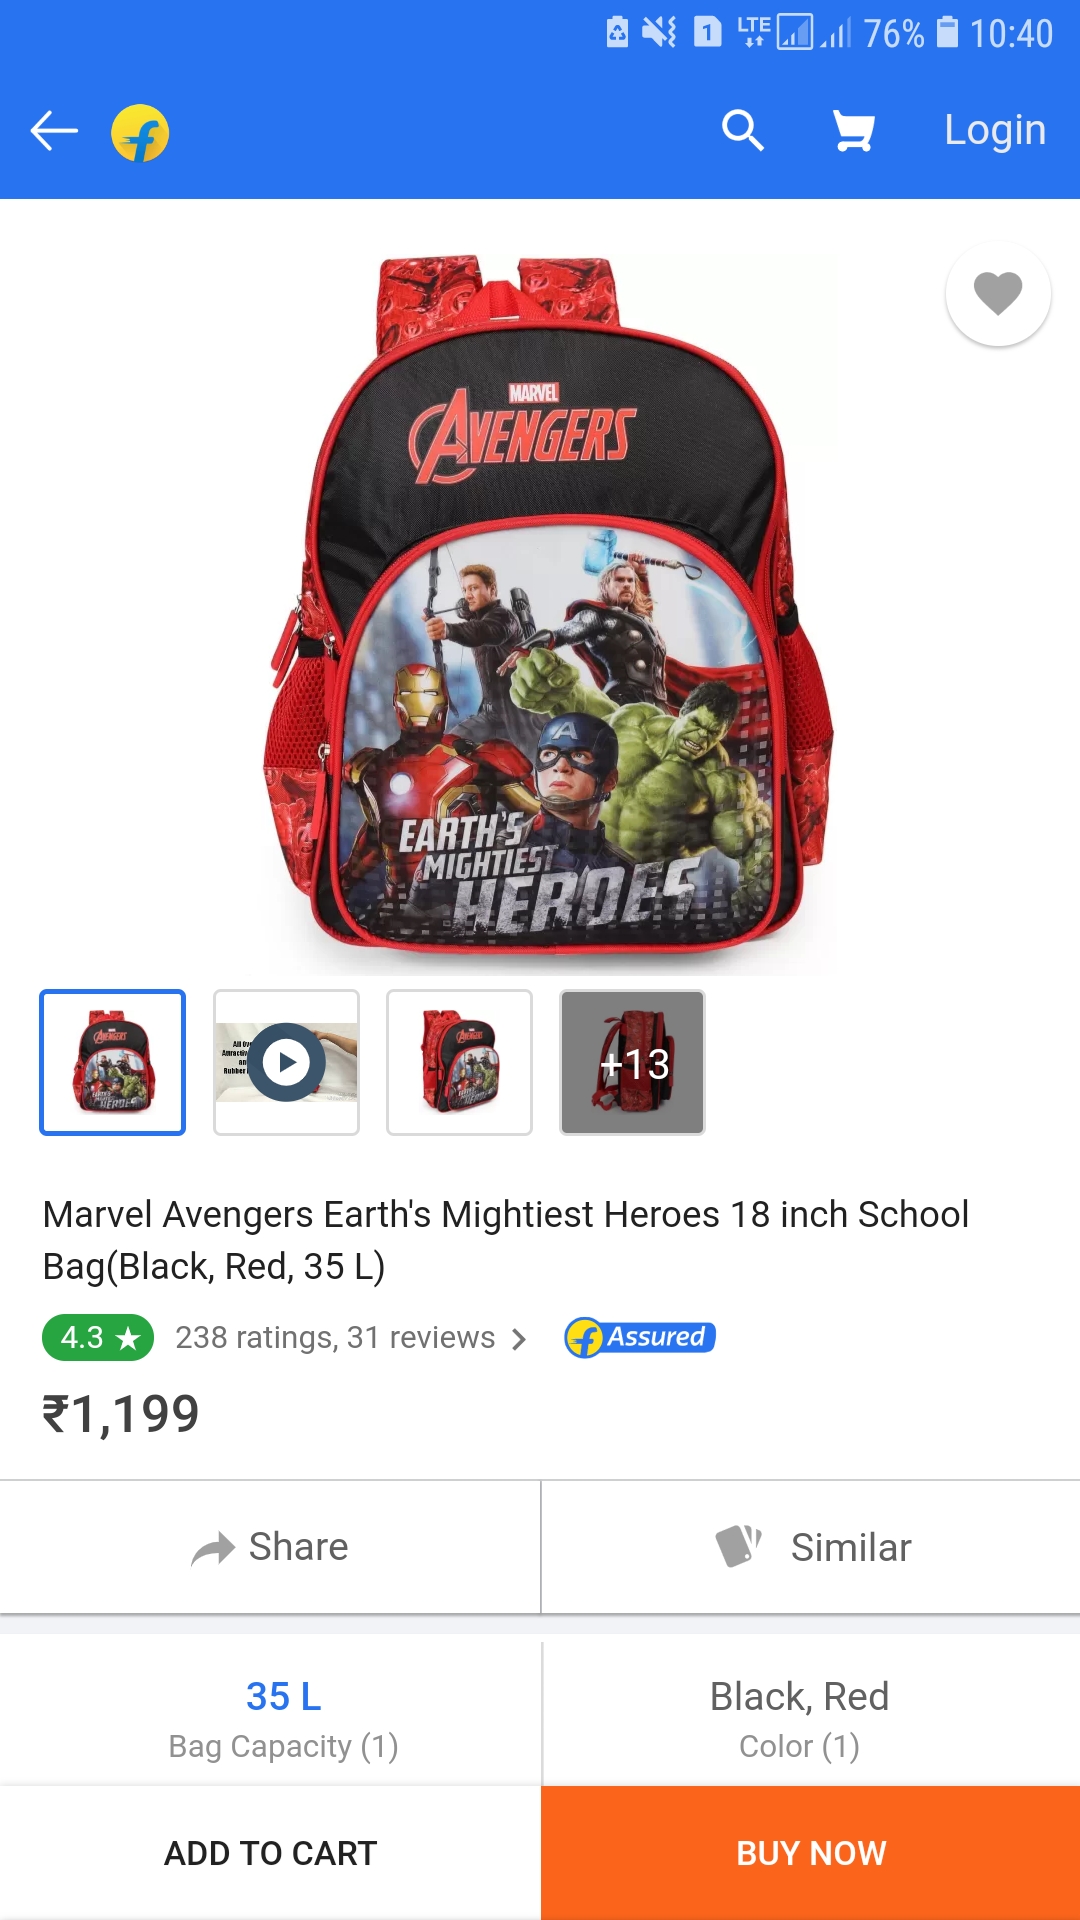 1 LTE 76% 10:40
Login
MARVEL
AVENGERS
A
EARTH'S
MIGHTIEST
HEROES
+13
Marvel Avengers Earth's Mightiest Heroes 18 inch School
Bag(Black, Red, 35 L)
4.3 ★ 238 ratings, 31 reviews Assured
₹1,199
Share Similar
35 L Black, Red
Bag Capacity (1) Color (1)
ADD TO CART BUY NOW